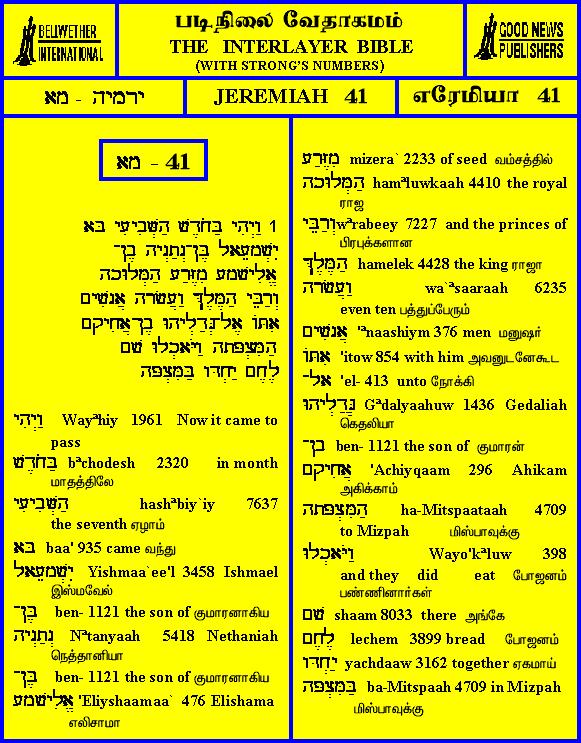 BELLWETHER
INTERNATIONAL
படிநிலை வேதாகமம்
THE INTERLAYER BIBLE
(WITH STRONG'S NUMBERS)
GOOD NEWS
PUBLISHERS
ירמיה - מא
JEREMIAH 41
எரேமியா 41
מא - 41
1 וַיְהִי בַּחֹדֶשׁ הַשְּׁבִיעִי בּא
יִשְׁמָעֵאל בֶּן־נְתַנְיָה בֶן־
אֱלִישָׁמָע מִזֶּרַע הַמְּלוּכָה
וְרַבֵּי הַמֶּלֶךְ וַעֲשָׂרָה אֲנָשִׁים
אִתּוֹ אֶל־גְּדַלְיָהוּ בֶן־אֲחִיקָם
הַמִּצְפָּתָה וַיֹּאכְלוּ שָׁם
לֶחֶם יַחְדָּו בַּמִּצְפָּה
וַיְהִי Wayªhiy 1961 Now it came to
pass
בַּחֹדֶשׁ bªchodesh 2320 in month
மாதத்திலே
הַשְּׁבִיעִי hashªbiy`iy 7637
the seventh ஏழாம்
בּא baa' 935 came வந்து
יִשְׁמָעֵאל Yishmaa`ee'l 3458 Ishmael
இஸ்மவேல்
בֶּן־ ben- 1121 the son of குமாரனாகிய
נְתַנְיָה Nªtanyaah 5418 Nethaniah
நெத்தானியா
בֶּן־ ben- 1121 the son of குமாரனாகிய
אֱלִישָׁמָע 'Eliyshaamaa` 476 Elishama
எலிசாமா
מִזֶּרַע mizera` 2233 of seed வம்சத்தில்
הַמְּלוּכָה hamªluwkaah 4410 the royal
ராஜ
וְרַבֵּי wªrabeey 7227 and the princes of
பிரபுக்களான
הַמֶּלֶךְ hamelek 4428 the king ராஜா
וַעֲשָׂרָה wa`ªsaaraah 6235
even ten பத்துப்பேரும்
אֲנָשִׁים 'ªnaashiym 376 men மனுஷர்
אִתּוֹ 'itow 854 with him அவனுடனேகூட
אֶל־ 'el- 413 unto நோக்கி
גְּדַלְיָהוּ Gªdalyaahuw 1436 Gedaliah
கெதலியா
בֶן־ ben- 1121 the son of குமாரன்
אֲחִיקָם 'Achiyqaam 296 Ahikam
அகிக்காம்
הַמִּצְפָּתָה ha-Mitspaataah 4709
to Mizpah மிஸ்பாவுக்கு
וַיֹּאכְלוּ Wayo'kªluw 398
and they did eat போஜனம்
பண்ணினார்கள்
שָׁם shaam 8033 there அங்கே
לֶחֶם lechem 3899 bread போஜனம்
יַחְדָּו yachdaaw 3162 together ஏகமாய்
בַּמִּצְפָּה ba-Mitspaah 4709 in Mizpah
மிஸ்பாவுக்கு